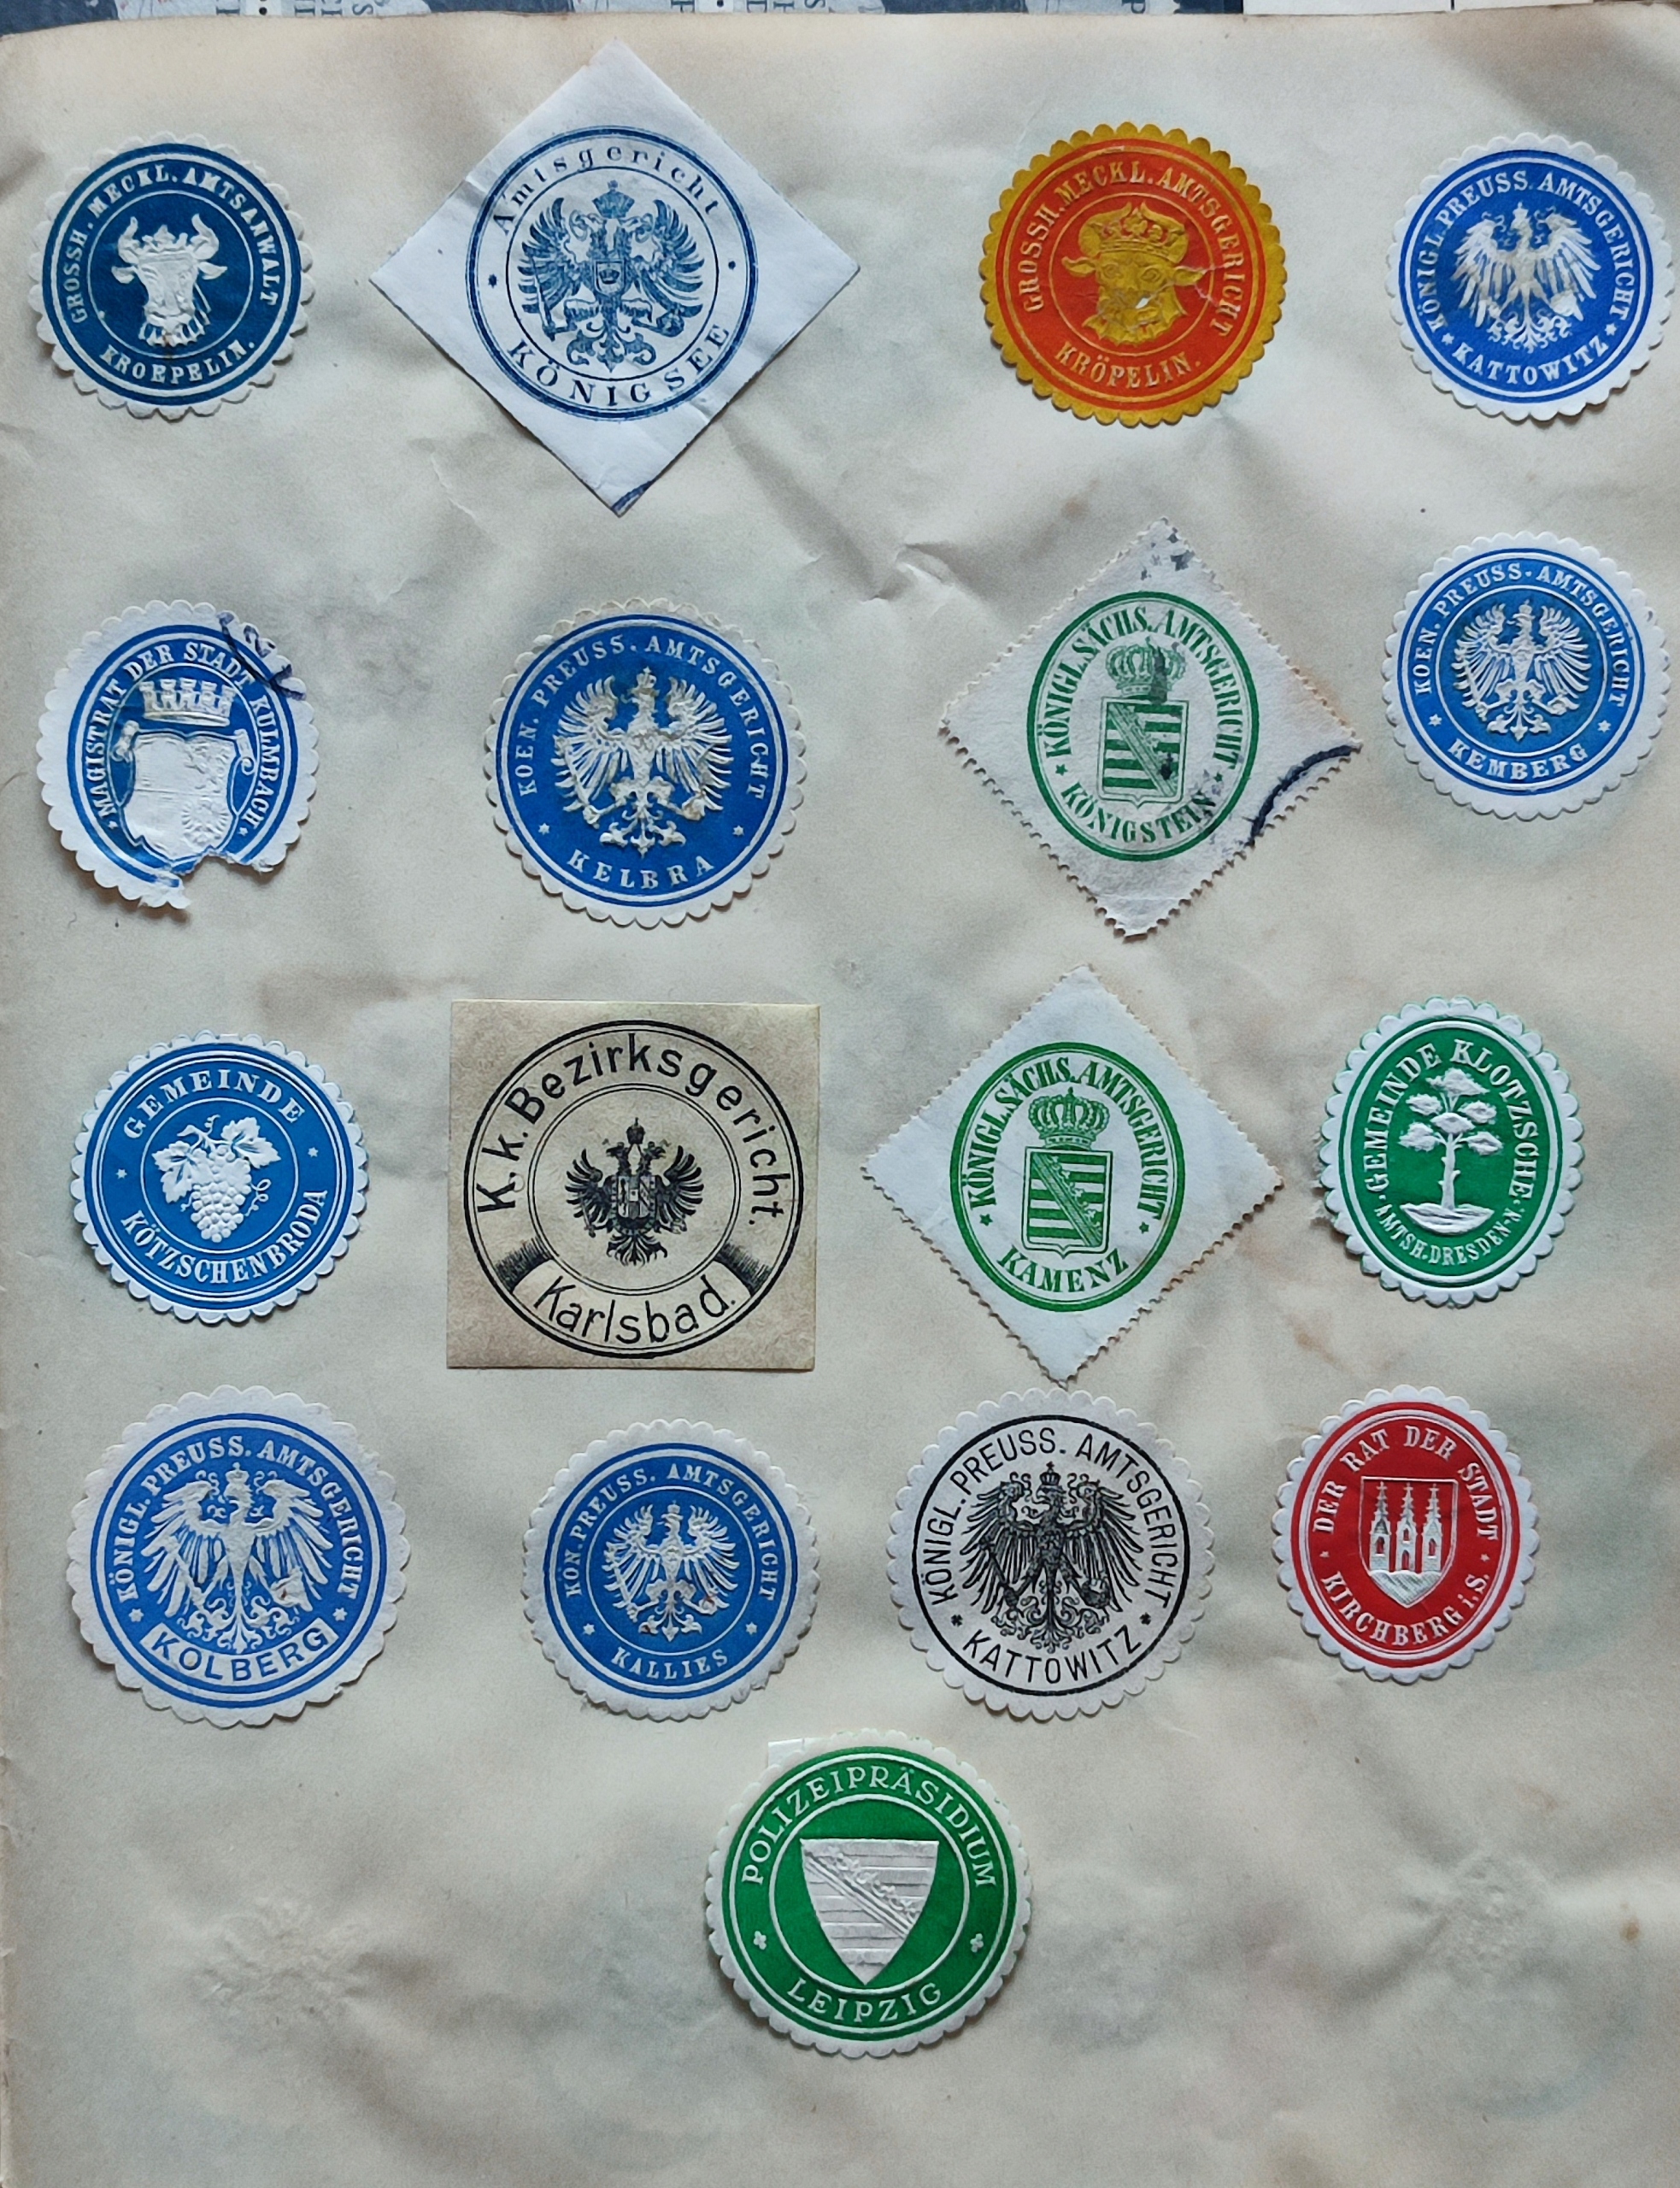 GROSSH. MECKL. AMTSANWALT
KROEPELIN.
Amtsgericht
KÖNIGSEE
GROSSH. MECKL. AMTSGERICHT
KRÖPELIN.
KÖNIGL. PREUSS. AMTSGERICHT
KATTOWITZ
MAGISTRAT DER STADT KULMBACH
KOEN. PREUSS. AMTSGERICHT
KELBRA
KÖNIGL. SÄCHS. AMTSGERICHT
KÖNIGSTEIN
KOEN. PREUSS. AMTSGERICHT
KEMBERG
GEMEINDE
KÖTZSCHENBRODA
K.k. Bezirksgericht.
Karlsbad.
KÖNIGL. SÄCHS. AMTSGERICHT
KAMENZ
GEMEINDE KLOTZSCHE.
AMTSH. DRESDEN-N.
KÖNIGL. PREUSS. AMTSGERICHT
KOLBERG
KÖN. PREUSS. AMTSGERICHT
KALLIES
KÖNIGL. PREUSS. AMTSGERICHT
KATTOWITZ
DER RAT DER STADT
KIRCHBERG i. S.
POLIZEIPRÄSIDIUM
LEIPZIG